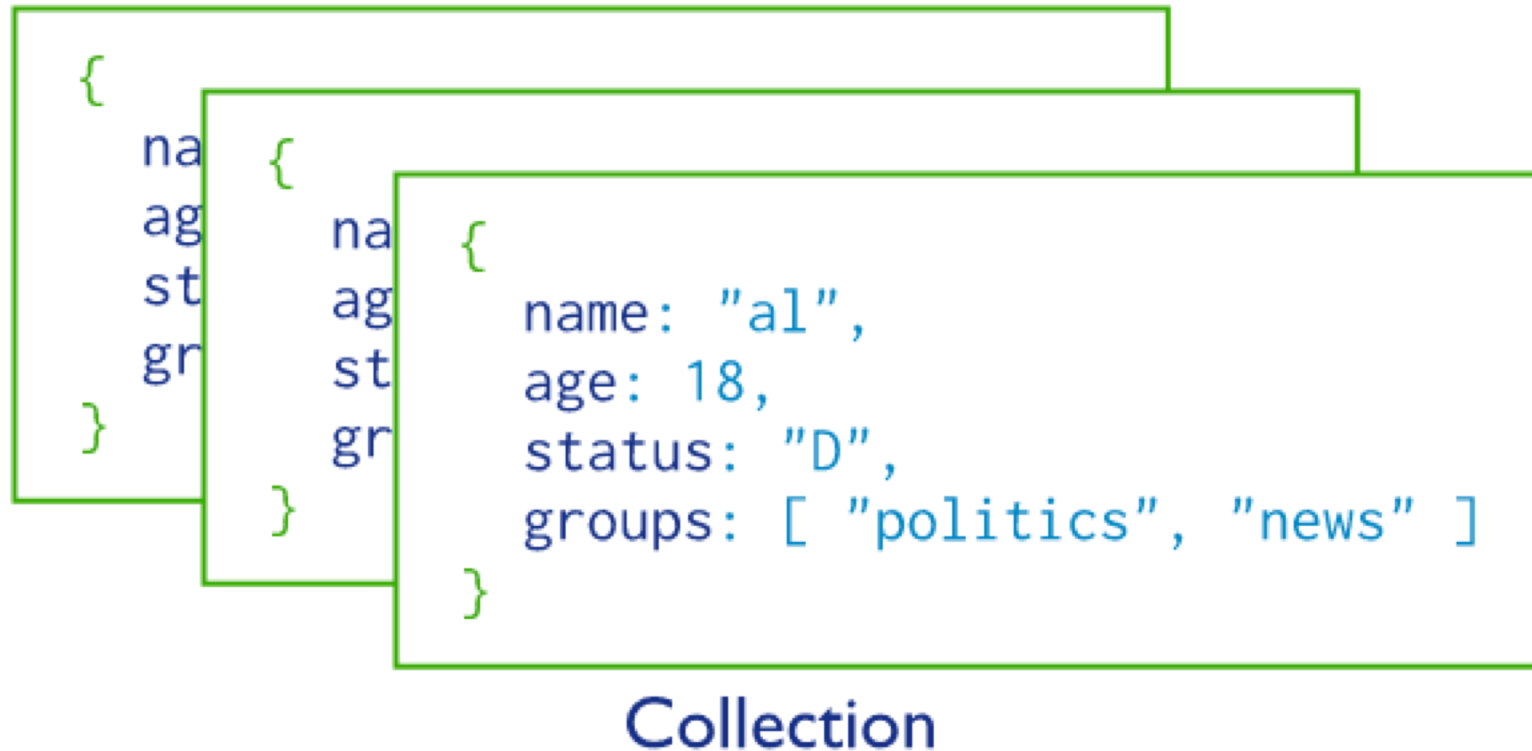 {
na
ag
st
gr
}
{
na
ag
st
gr
}
{
name: "al",
age: 18,
status: "D",
groups: [ "politics", "news" ]
}
Collection